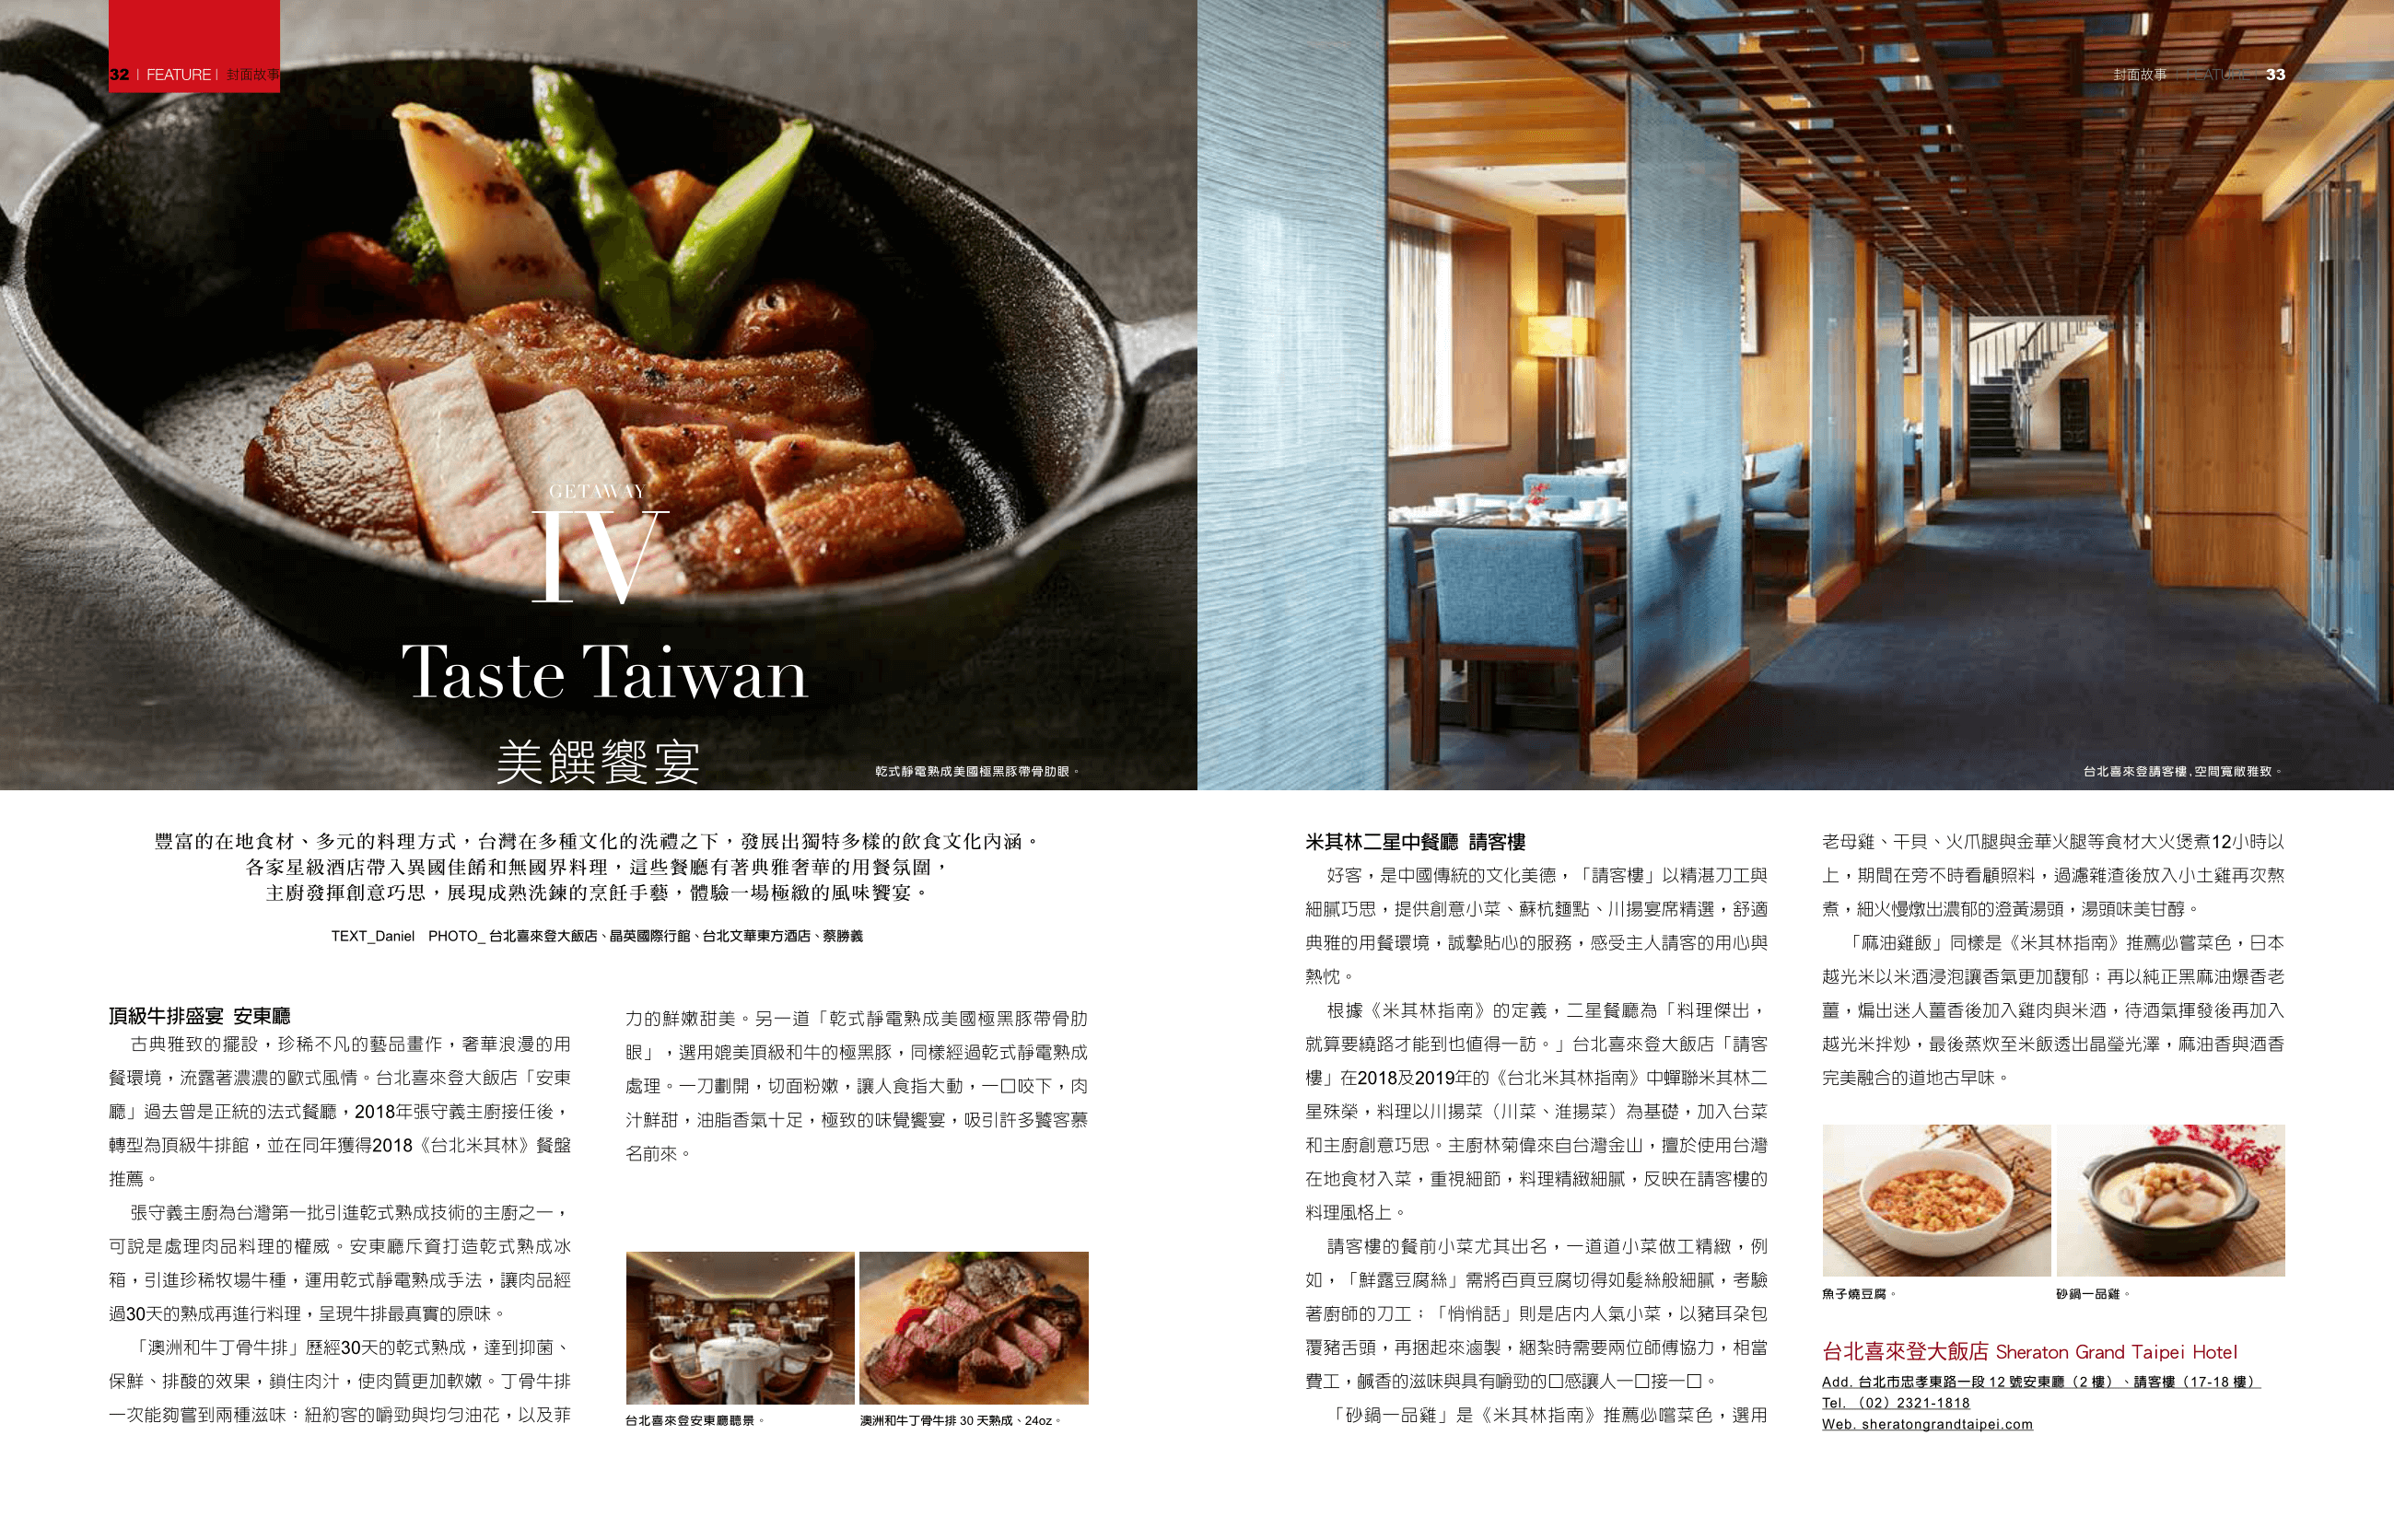 32 | FEATURE | 封面故事
封面故事 | FEATURE | 33
GETAWAY
IV
Taste Taiwan
美饌饗宴
乾式靜電熟成美國極黑豚帶骨肋眼。
台北喜來登請客樓,空間寬敞雅致。
豐富的在地食材、多元的料理方式,台灣在多種文化的洗禮之下,發展出獨特多樣的飲食文化內涵。
各家星級酒店帶入異國佳餚和無國界料理,這些餐廳有著典雅奢華的用餐氛圍,
主廚發揮創意巧思,展現成熟洗鍊的烹飪手藝,體驗一場極緻的風味饗宴。
TEXT_Daniel PHOTO_台北喜來登大飯店、晶英國際行館、台北文華東方酒店、蔡勝義
頂級牛排盛宴 安東廳
古典雅致的擺設,珍稀不凡的藝品畫作,奢華浪漫的用
餐環境,流露著濃濃的歐式風情。台北喜來登大飯店「安東
廳」過去曾是正統的法式餐廳,2018年張守義主廚接任後,
轉型為頂級牛排館,並在同年獲得2018《台北米其林》餐盤
推薦。
張守義主廚為台灣第一批引進乾式熟成技術的主廚之一,
可說是處理肉品料理的權威。安東廳斥資打造乾式熟成冰
箱,引進珍稀牧場牛種,運用乾式靜電熟成手法,讓肉品經
過30天的熟成再進行料理,呈現牛排最真實的原味。
「澳洲和牛丁骨牛排」歷經30天的乾式熟成,達到抑菌、
保鮮、排酸的效果,鎖住肉汁,使肉質更加軟嫩。丁骨牛排
一次能夠嘗到兩種滋味:紐約客的嚼勁與均勻油花,以及菲
力的鮮嫩甜美。另一道「乾式靜電熟成美國極黑豚帶骨肋
眼」,選用媲美頂級和牛的極黑豚,同樣經過乾式靜電熟成
處理。一刀劃開,切面粉嫩,讓人食指大動,一口咬下,肉
汁鮮甜,油脂香氣十足,極致的味覺饗宴,吸引許多饕客慕
名前來。
台北喜來登安東廳聽景。
澳洲和牛丁骨牛排 30 天熟成、24oz。
米其林二星中餐廳 請客樓
好客,是中國傳統的文化美德,「請客樓」以精湛刀工與
細膩巧思,提供創意小菜、蘇杭麵點、川揚宴席精選,舒適
典雅的用餐環境,誠摯貼心的服務,感受主人請客的用心與
熱忱。
根據《米其林指南》的定義,二星餐廳為「料理傑出,
就算要繞路才能到也值得一訪。」台北喜來登大飯店「請客
樓」在2018及2019年的《台北米其林指南》中蟬聯米其林二
星殊榮,料理以川揚菜(川菜、淮揚菜)為基礎,加入台菜
和主廚創意巧思。主廚林菊偉來自台灣金山,擅於使用台灣
在地食材入菜,重視細節,料理精緻細膩,反映在請客樓的
料理風格上。
請客樓的餐前小菜尤其出名,一道道小菜做工精緻,例
如,「鮮露豆腐絲」需將百頁豆腐切得如髮絲般細膩,考驗
著廚師的刀工;「悄悄話」則是店內人氣小菜,以豬耳朵包
覆豬舌頭,再捆起來滷製,綑紮時需要兩位師傅協力,相當
費工,鹹香的滋味與具有嚼勁的口感讓人一口接一口。
「砂鍋一品雞」是《米其林指南》推薦必嚐菜色,選用
老母雞、干貝、火爪腿與金華火腿等食材大火煲煮12小時以
上,期間在旁不時看顧照料,過濾雜渣後放入小土雞再次熬
煮,細火慢燉出濃郁的澄黃湯頭,湯頭味美甘醇。
「麻油雞飯」同樣是《米其林指南》推薦必嘗菜色,日本
越光米以米酒浸泡讓香氣更加馥郁;再以純正黑麻油爆香老
薑,煸出迷人薑香後加入雞肉與米酒,待酒氣揮發後再加入
越光米拌炒,最後蒸炊至米飯透出晶瑩光澤,麻油香與酒香
完美融合的道地古早味。
魚子燒豆腐。
砂鍋一品雞。
台北喜來登大飯店 Sheraton Grand Taipei Hotel
Add. 台北市忠孝東路一段 12 號安東廳(2 樓)、請客樓(17-18 樓)
Tel. (02)2321-1818
Web. sheratongrandtaipei.com